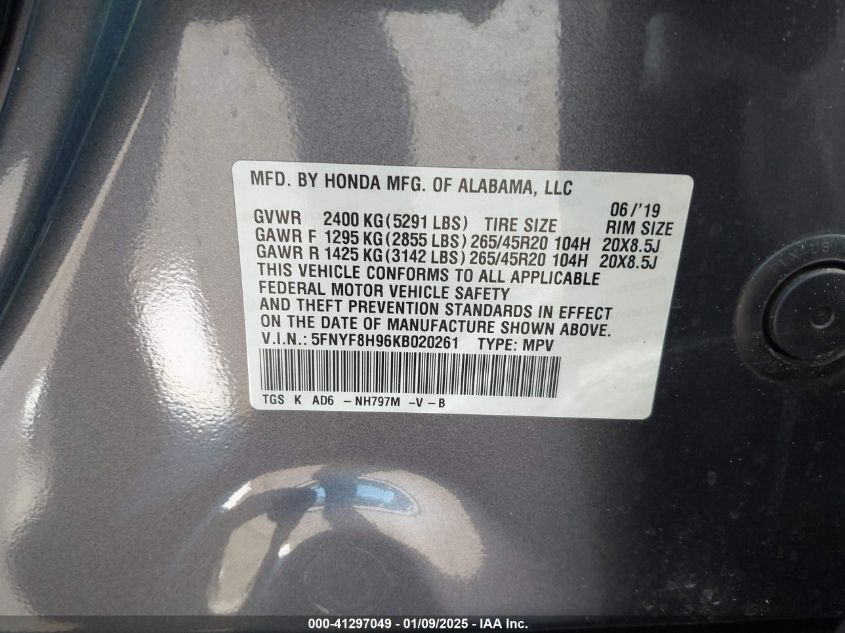 MFD. BY HONDA MFG. OF ALABAMA, LLC
06/'19
GVWR 2400 KG(5291 LBS) TIRE SIZE RIM SIZE
GAWR F 1295 KG(2855 LBS) 265/45R20 104H 20X8.5J
GAWR R 1425 KG(3142 LBS) 265/45R20 104H 20X8.5J
THIS VEHICLE CONFORMS TO ALL APPLICABLE
FEDERAL MOTOR VEHICLE SAFETY
AND THEFT PREVENTION STANDARDS IN EFFECT
ON THE DATE OF MANUFACTURE SHOWN ABOVE.
V.I.N.: 5FNYF8H96KB020261 TYPE: MPV
TGS K AD6 -NH797M -V-B
000-41297049 - 01/09/2025 - IAA Inc.